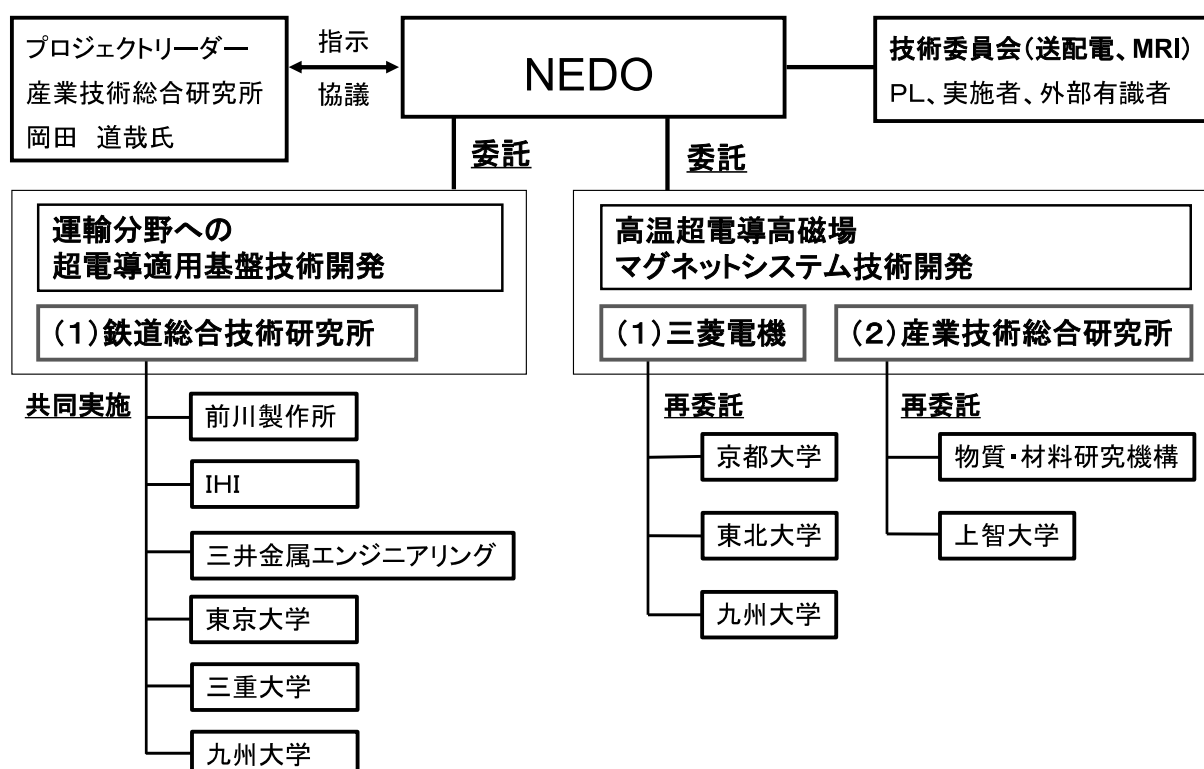 プロジェクトリーダー
産業技術総合研究所
岡田　道哉氏
指示
協議
NEDO
技術委員会(送配電、MRI)
PL、実施者、外部有識者
委託
委託
運輸分野への
超電導適用基盤技術開発
(1)鉄道総合技術研究所
共同実施
前川製作所
IHI
三井金属エンジニアリング
東京大学
三重大学
九州大学
高温超電導高磁場
マグネットシステム技術開発
(1)三菱電機
再委託
京都大学
東北大学
九州大学
(2)産業技術総合研究所
再委託
物質・材料研究機構
上智大学